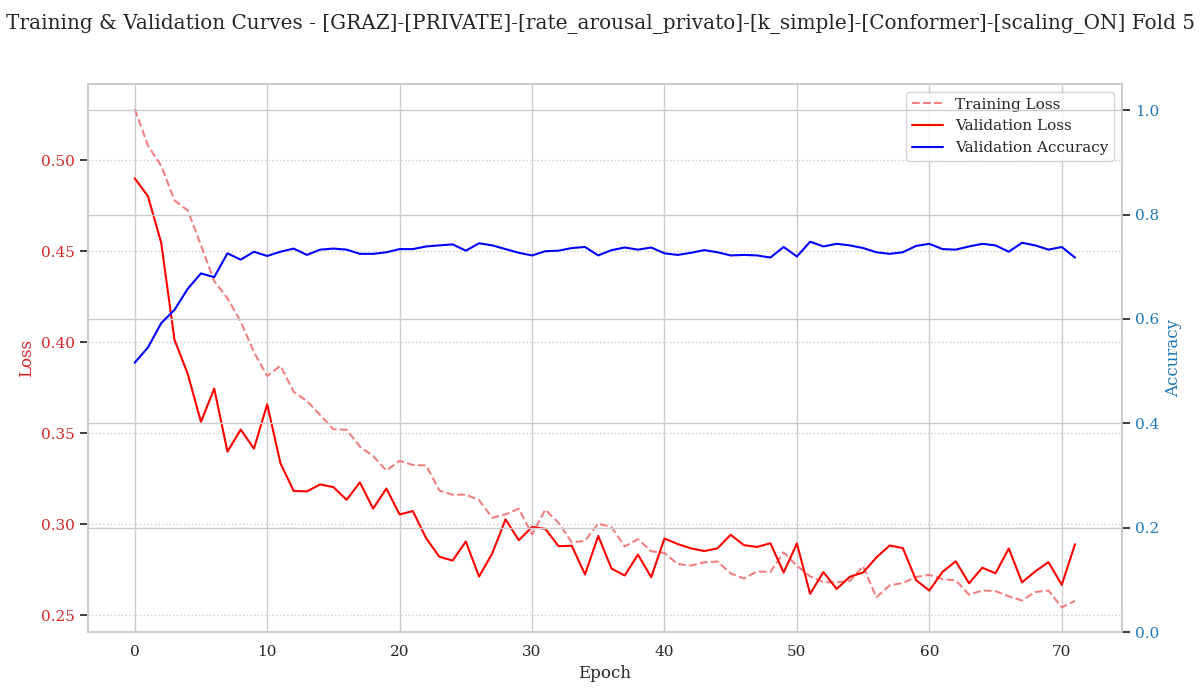 Training & Validation Curves - [GRAZ]-[PRIVATE]-[rate_arousal_privato]-[k_simple]-[Conformer]-[scaling_ON] Fold 5
Training Loss
Validation Loss
Validation Accuracy
Loss
0.50
0.45
0.40
0.35
0.30
0.25
1.0
0.8
0.6
0.4
0.2
0.0
Accuracy
0 10 20 30 40 50 60 70
Epoch